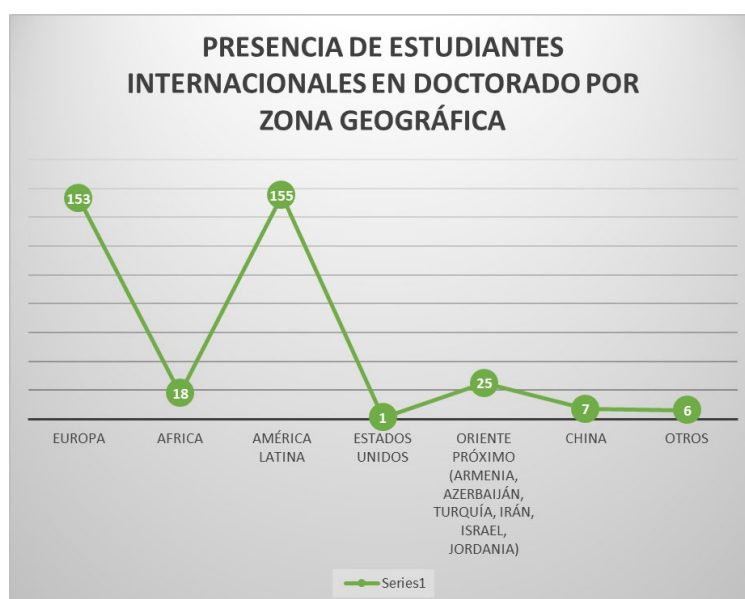 PRESENCIA DE ESTUDIANTES
INTERNACIONALES EN DOCTORADO POR
ZONA GEOGRÁFICA
153
18
155
1
25
7
6
EUROPA
AFRICA
AMÉRICA
LATINA
ESTADOS
UNIDOS
ORIENTE
PRÓXIMO
(ARMENIA,
AZERBAIJÁN,
TURQUÍA, IRÁN,
ISRAEL,
JORDANIA)
CHINA
OTROS
Series1